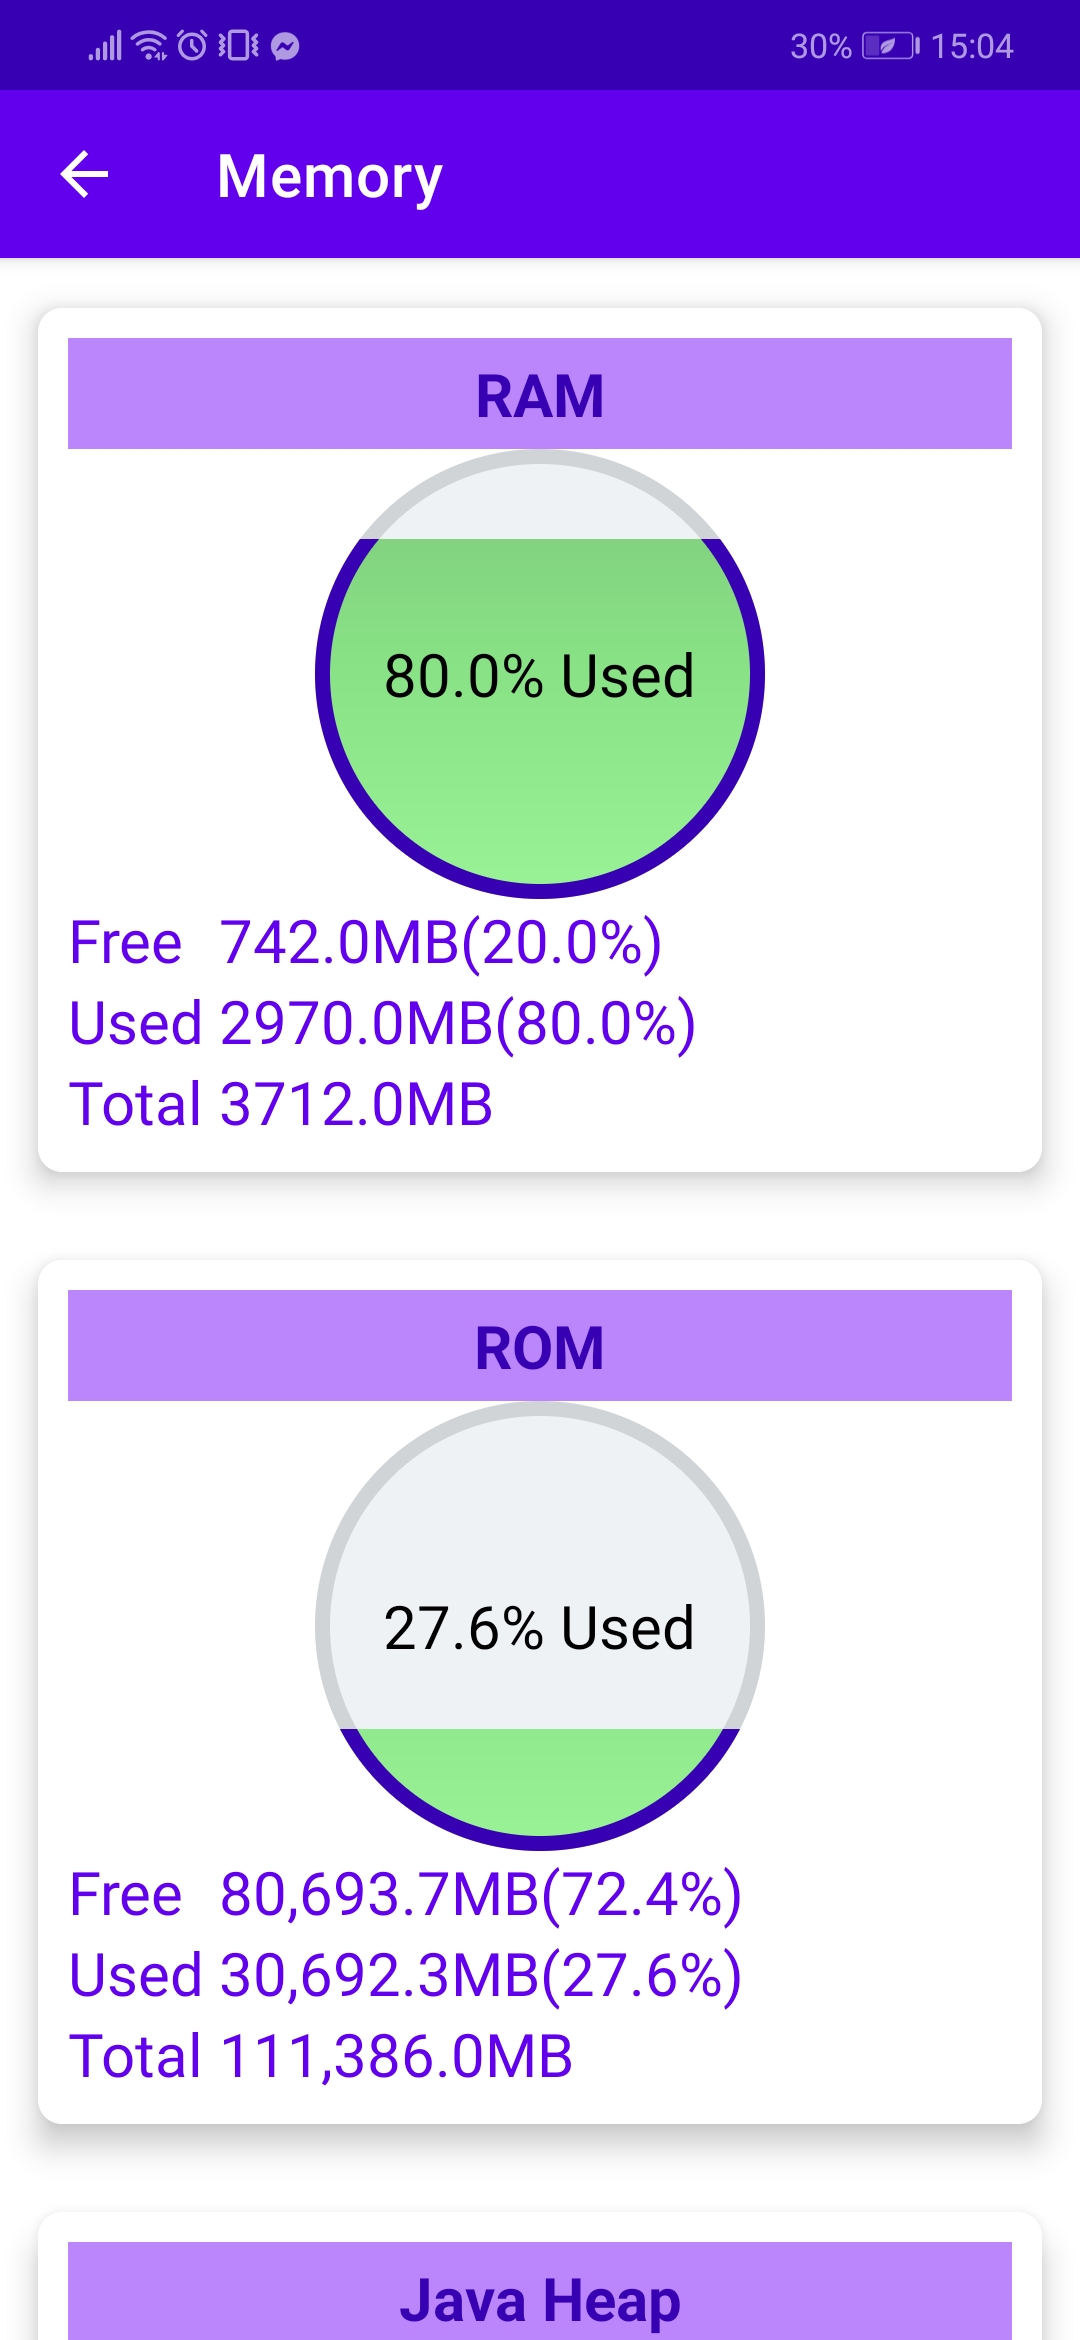 30% 15:04
Memory
RAM
80.0% Used
Free 742.0MB(20.0%)
Used 2970.0MB(80.0%)
Total 3712.0MB
ROM
27.6% Used
Free 80,693.7MB(72.4%)
Used 30,692.3MB(27.6%)
Total 111,386.0MB
Java Heap